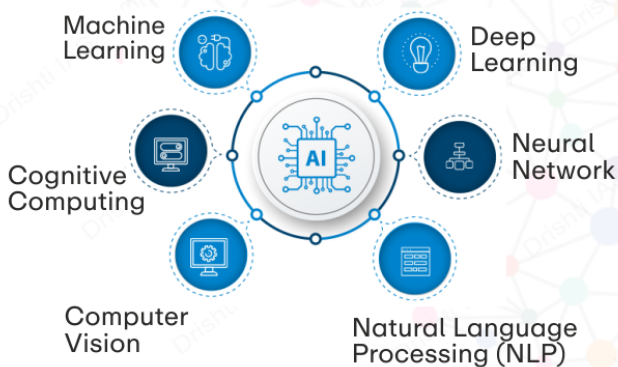 Machine
Learning
Deep
Learning
AI
Cognitive
Computing
Neural
Network
Computer
Vision
Natural Language
Processing (NLP)